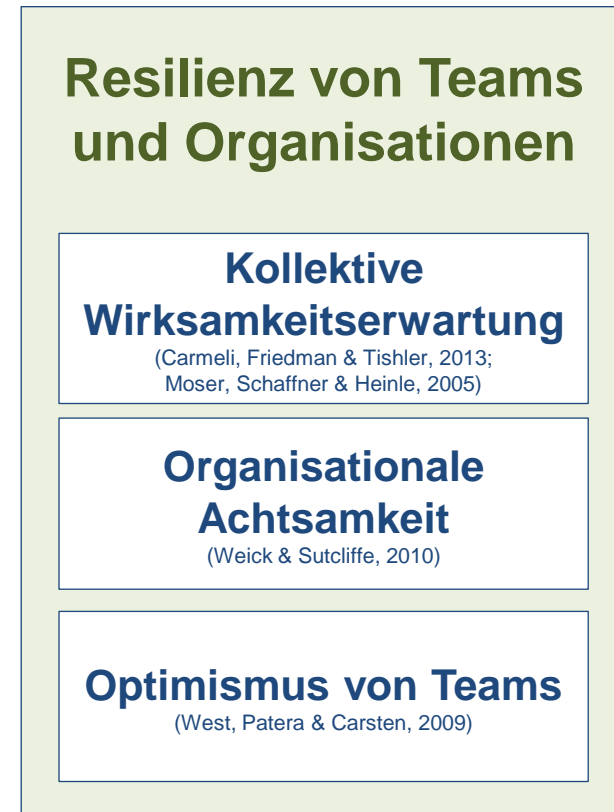 Resilienz von Teams
und Organisationen
Kollektive
Wirksamkeitserwartung
(Carmeli, Friedman & Tishler, 2013;
Moser, Schaffner & Heinle, 2005)
Organisationale
Achtsamkeit
(Weick & Sutcliffe, 2010)
Optimismus von Teams
(West, Patera & Carsten, 2009)